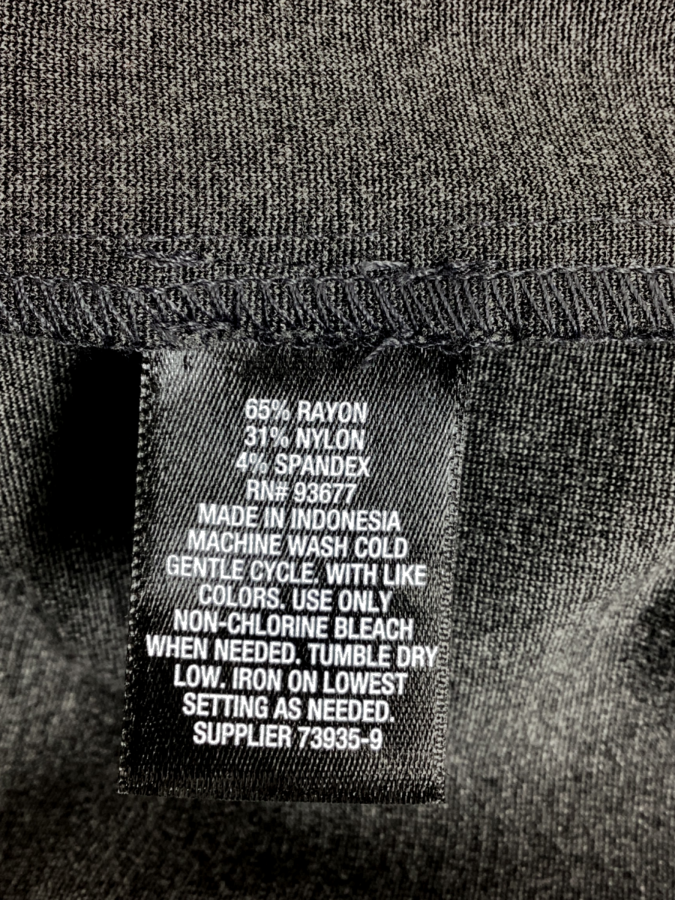 65% RAYON
31% NYLON
4% SPANDEX
RN# 93677
MADE IN INDONESIA
MACHINE WASH COLD
GENTLE CYCLE. WITH LIKE
COLORS. USE ONLY
NON-CHLORINE BLEACH
WHEN NEEDED. TUMBLE DRY
LOW. IRON ON LOWEST
SETTING AS NEEDED.
SUPPLIER 73935-9